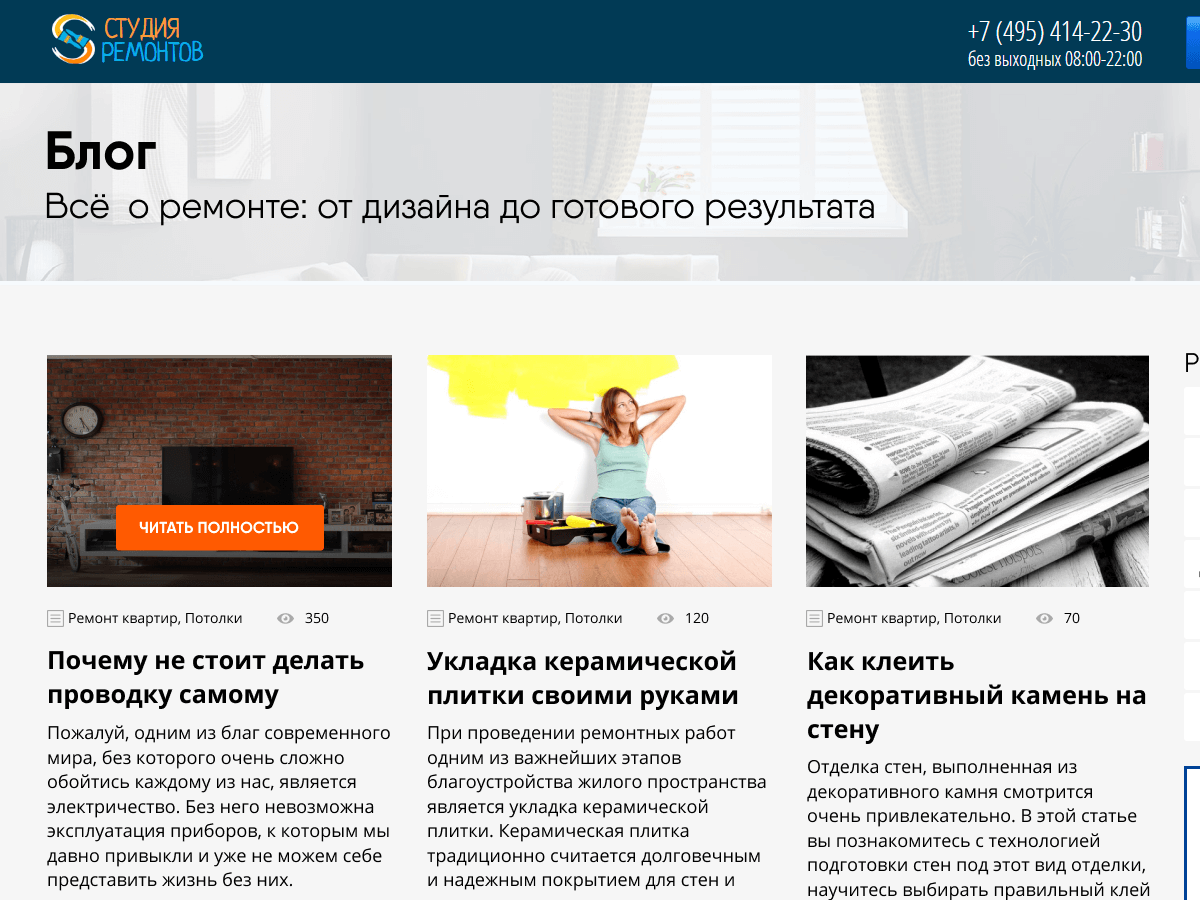 СТУДИЯ
РЕМОНТОВ
+7 (495) 414-22-30
без выходных 08:00-22:00
Блог
Всё о ремонте: от дизайна до готового результата
ЧИТАТЬ ПОЛНОСТЬЮ
Ремонт квартир, Потолки 350
Почему не стоит делать
проводку самому
Пожалуй, одним из благ современного
мира, без которого очень сложно
обойтись каждому из нас, является
электричество. Без него невозможна
эксплуатация приборов, к которым мы
давно привыкли и уже не можем себе
представить жизнь без них.
Ремонт квартир, Потолки 120
Укладка керамической
плитки своими руками
При проведении ремонтных работ
одним из важнейших этапов
благоустройства жилого пространства
является укладка керамической
плитки. Керамическая плитка
традиционно считается долговечным
и надежным покрытием для стен и
Ремонт квартир, Потолки 70
Как клеить
декоративный камень на
стену
Отделка стен, выполненная из
декоративного камня смотрится
очень привлекательно. В этой статье
вы познакомитесь с технологией
подготовки стен под этот вид отделки,
научитесь выбирать правильный клей
Р